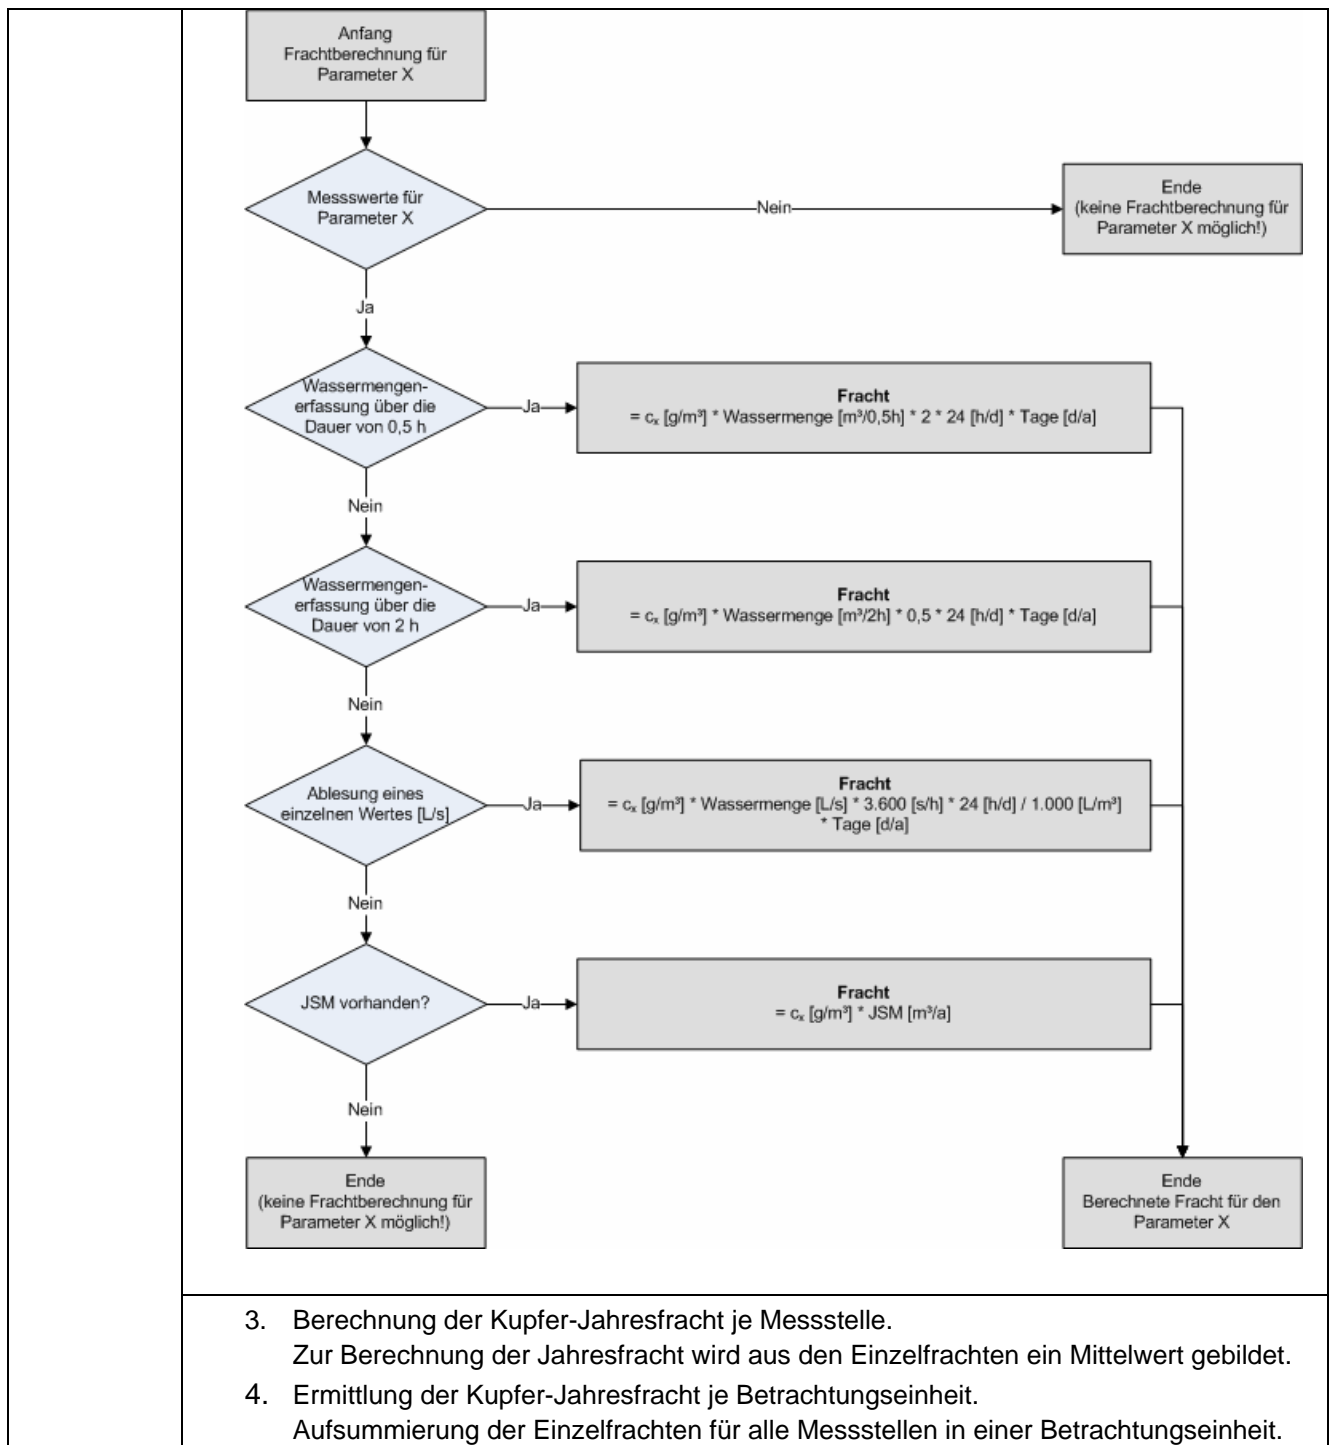 Anfang
Frachtberechnung für
Parameter X
Messswerte für
Parameter X
Nein
Ende
(keine Frachtberechnung für
Parameter X möglich!)
Ja
Wassermengen-
erfassung über die
Dauer von 0,5 h
Ja
Fracht
= cₓ [g/m³] * Wassermenge [m³/0,5h] * 2 * 24 [h/d] * Tage [d/a]
Nein
Wassermengen-
erfassung über die
Dauer von 2 h
Ja
Fracht
= cₓ [g/m³] * Wassermenge [m³/2h] * 0,5 * 24 [h/d] * Tage [d/a]
Nein
Ablesung eines
einzelnen Wertes [L/s]
Ja
Fracht
= cₓ [g/m³] * Wassermenge [L/s] * 3.600 [s/h] * 24 [h/d] / 1.000 [L/m³]
* Tage [d/a]
Nein
JSM vorhanden?
Ja
Fracht
= cₓ [g/m³] * JSM [m³/a]
Nein
Ende
(keine Frachtberechnung für
Parameter X möglich!)
Ende
Berechnete Fracht für den
Parameter X
3. Berechnung der Kupfer-Jahresfracht je Messstelle.
Zur Berechnung der Jahresfracht wird aus den Einzelfrachten ein Mittelwert gebildet.
4. Ermittlung der Kupfer-Jahresfracht je Betrachtungseinheit.
Aufsummierung der Einzelfrachten für alle Messstellen in einer Betrachtungseinheit.